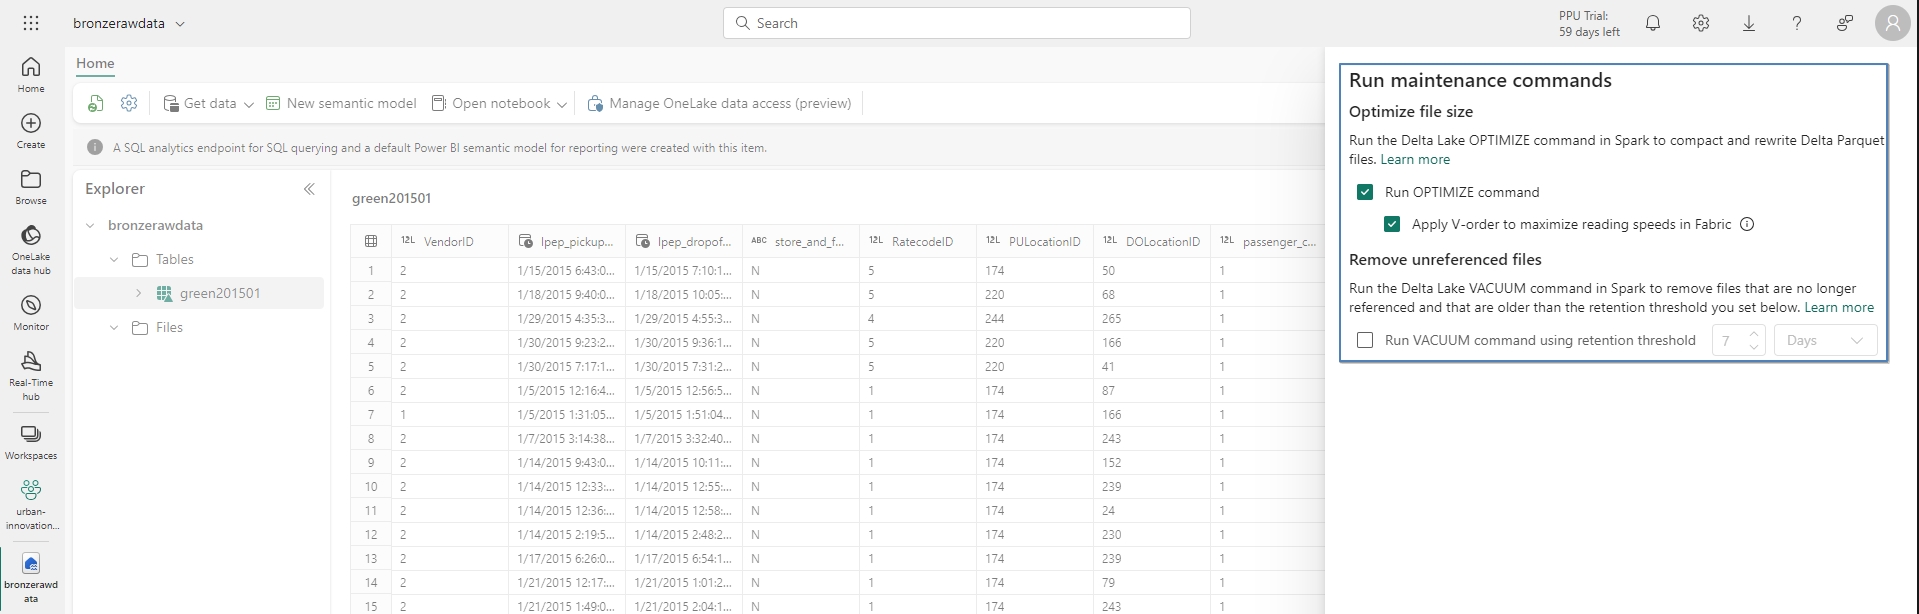 bronzerawdata
Search
PPU Trial:
59 days left
Home
Create
Browse
OneLake
data hub
Monitor
Real-Time
hub
Workspaces
urban-
innovation...
bronzerawd
ata
Home
Get data
New semantic model
Open notebook
Manage OneLake data access (preview)
A SQL analytics endpoint for SQL querying and a default Power BI semantic model for reporting were created with this item.
Explorer
bronzerawdata
Tables
green201501
Files
green201501
12L VendorID lpep_pickup... lpep_dropof... ABC store_and_f... 12L RatecodeID 12L PULocationID 12L DOLocationID 12L passenger_c...
1 2 1/15/2015 6:43:0... 1/15/2015 7:10:1... N 5 174 50 1
2 2 1/18/2015 9:40:0... 1/18/2015 10:05:... N 5 220 68 1
3 2 1/29/2015 4:35:3... 1/29/2015 4:55:3... N 4 244 265 1
4 2 1/30/2015 9:23:2... 1/30/2015 9:36:1... N 5 220 166 1
5 2 1/30/2015 7:17:1... 1/30/2015 7:31:2... N 5 220 41 1
6 2 1/5/2015 12:16:4... 1/5/2015 12:56:5... N 1 174 87 1
7 1 1/5/2015 1:31:05... 1/5/2015 1:51:04... N 1 174 166 1
8 2 1/7/2015 3:14:38... 1/7/2015 3:32:40... N 1 174 243 1
9 2 1/14/2015 9:43:0... 1/14/2015 10:11:... N 1 174 152 1
10 2 1/14/2015 12:33:... 1/14/2015 12:55:... N 1 174 239 1
11 2 1/14/2015 12:36:... 1/14/2015 12:58:... N 1 174 24 1
12 2 1/14/2015 2:19:5... 1/14/2015 2:48:2... N 1 174 230 1
13 2 1/17/2015 6:26:0... 1/17/2015 6:54:1... N 1 174 239 1
14 2 1/21/2015 12:17:... 1/21/2015 1:01:2... N 1 174 79 1
15 2 1/21/2015 1:49:0... 1/21/2015 2:04:1... N 1 174 243 1
Run maintenance commands
Optimize file size
Run the Delta Lake OPTIMIZE command in Spark to compact and rewrite Delta Parquet
files. Learn more
Run OPTIMIZE command
Apply V-order to maximize reading speeds in Fabric
Remove unreferenced files
Run the Delta Lake VACUUM command in Spark to remove files that are no longer
referenced and that are older than the retention threshold you set below. Learn more
Run VACUUM command using retention threshold 7 Days